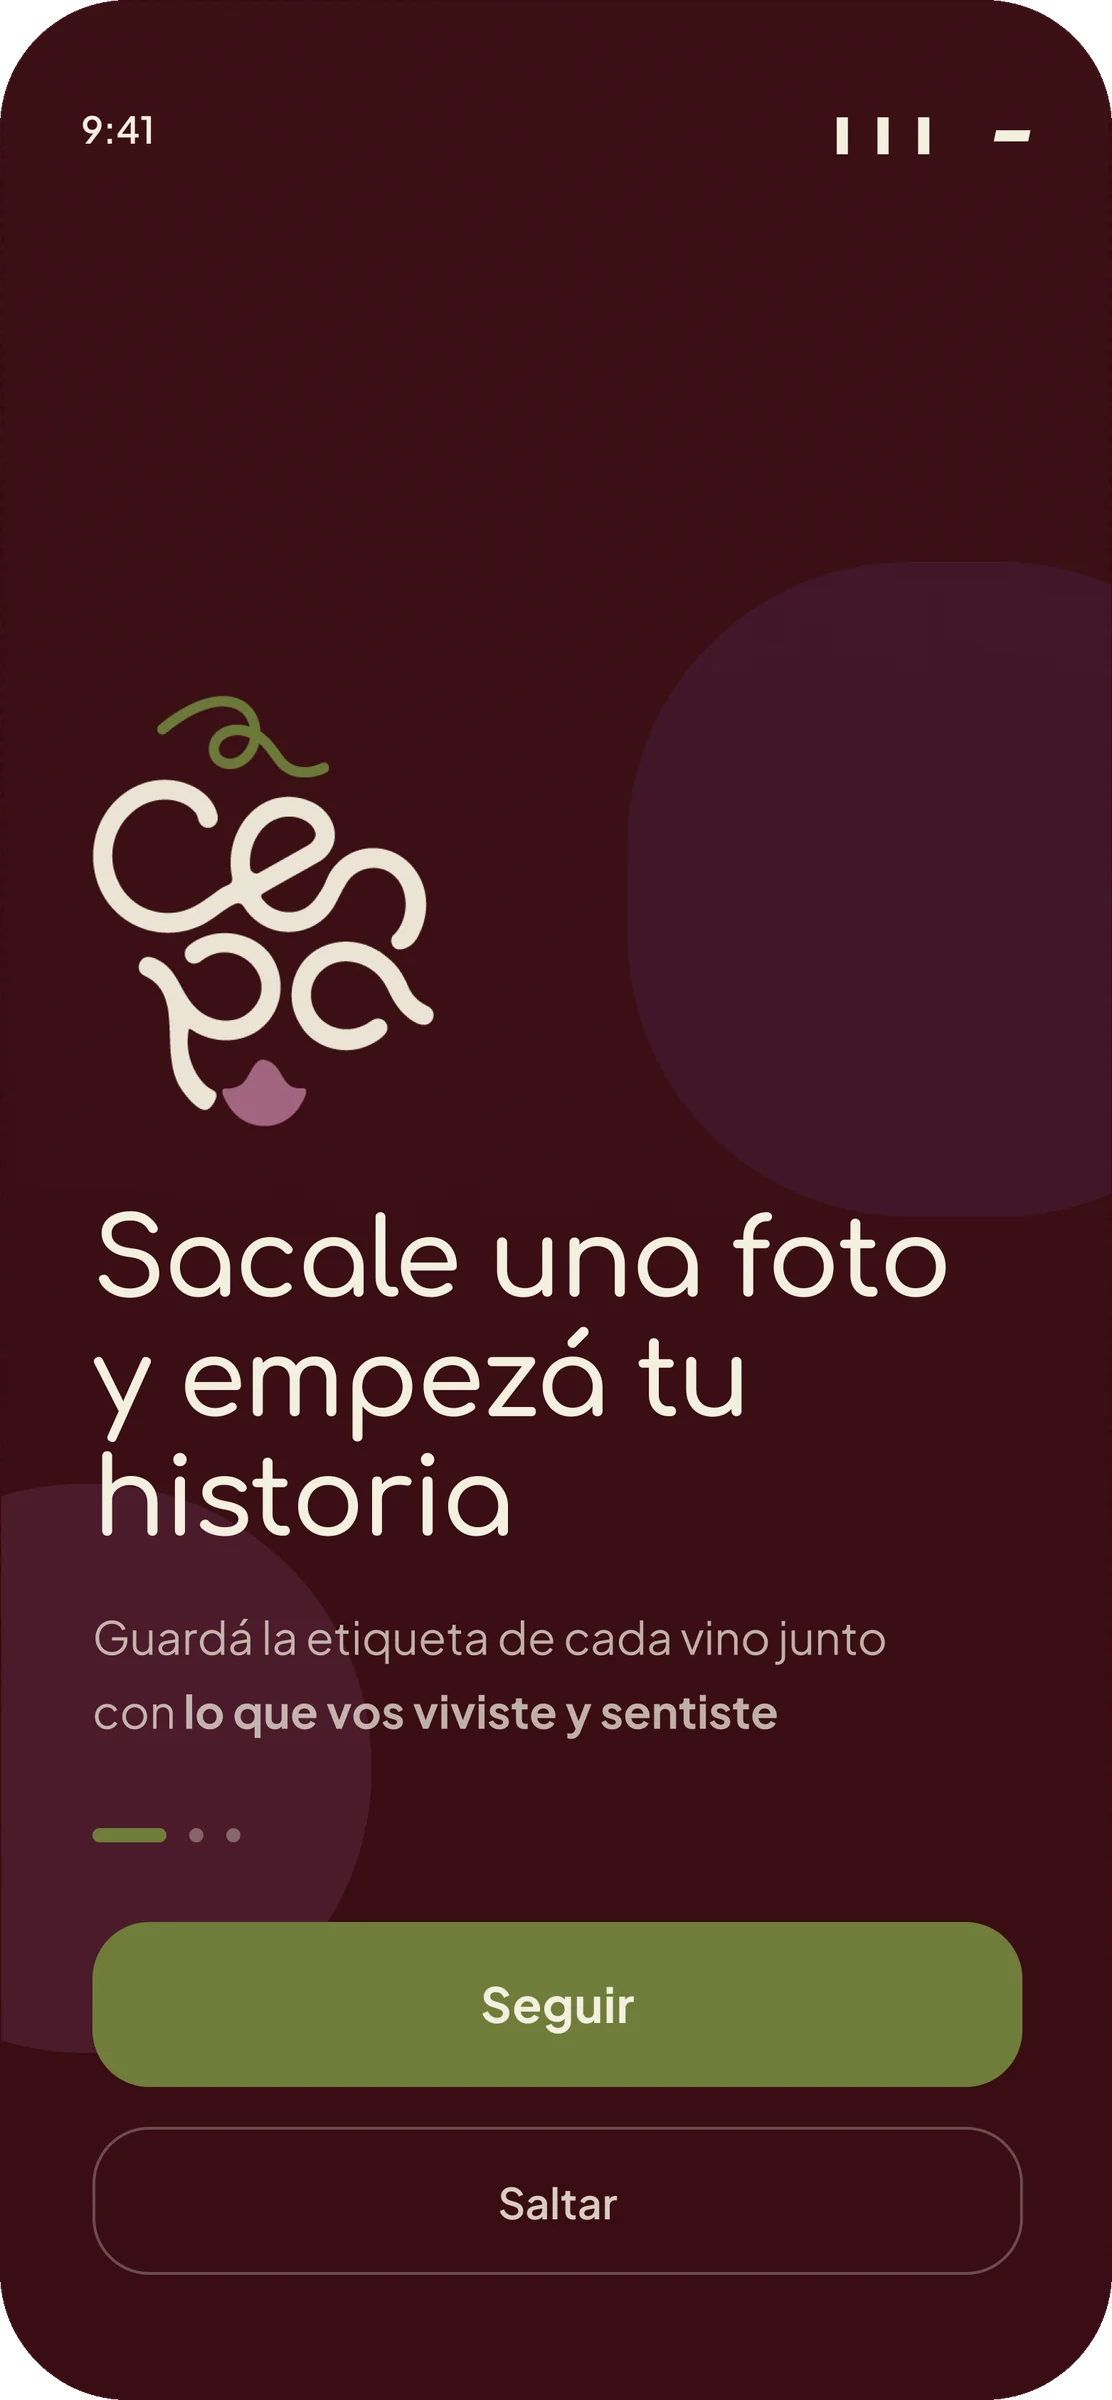 9:41
cepa
Sacale una foto
y empezá tu
historia
Guardá la etiqueta de cada vino junto
con lo que vos viviste y sentiste
Seguir
Saltar